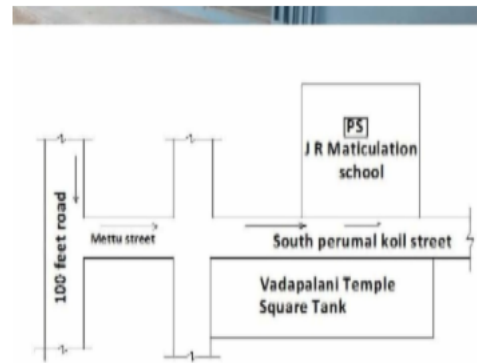 PS
J R Maticulation
school
100 feet road
Mettu street
South perumal koil street
Vadapalani Temple
Square Tank